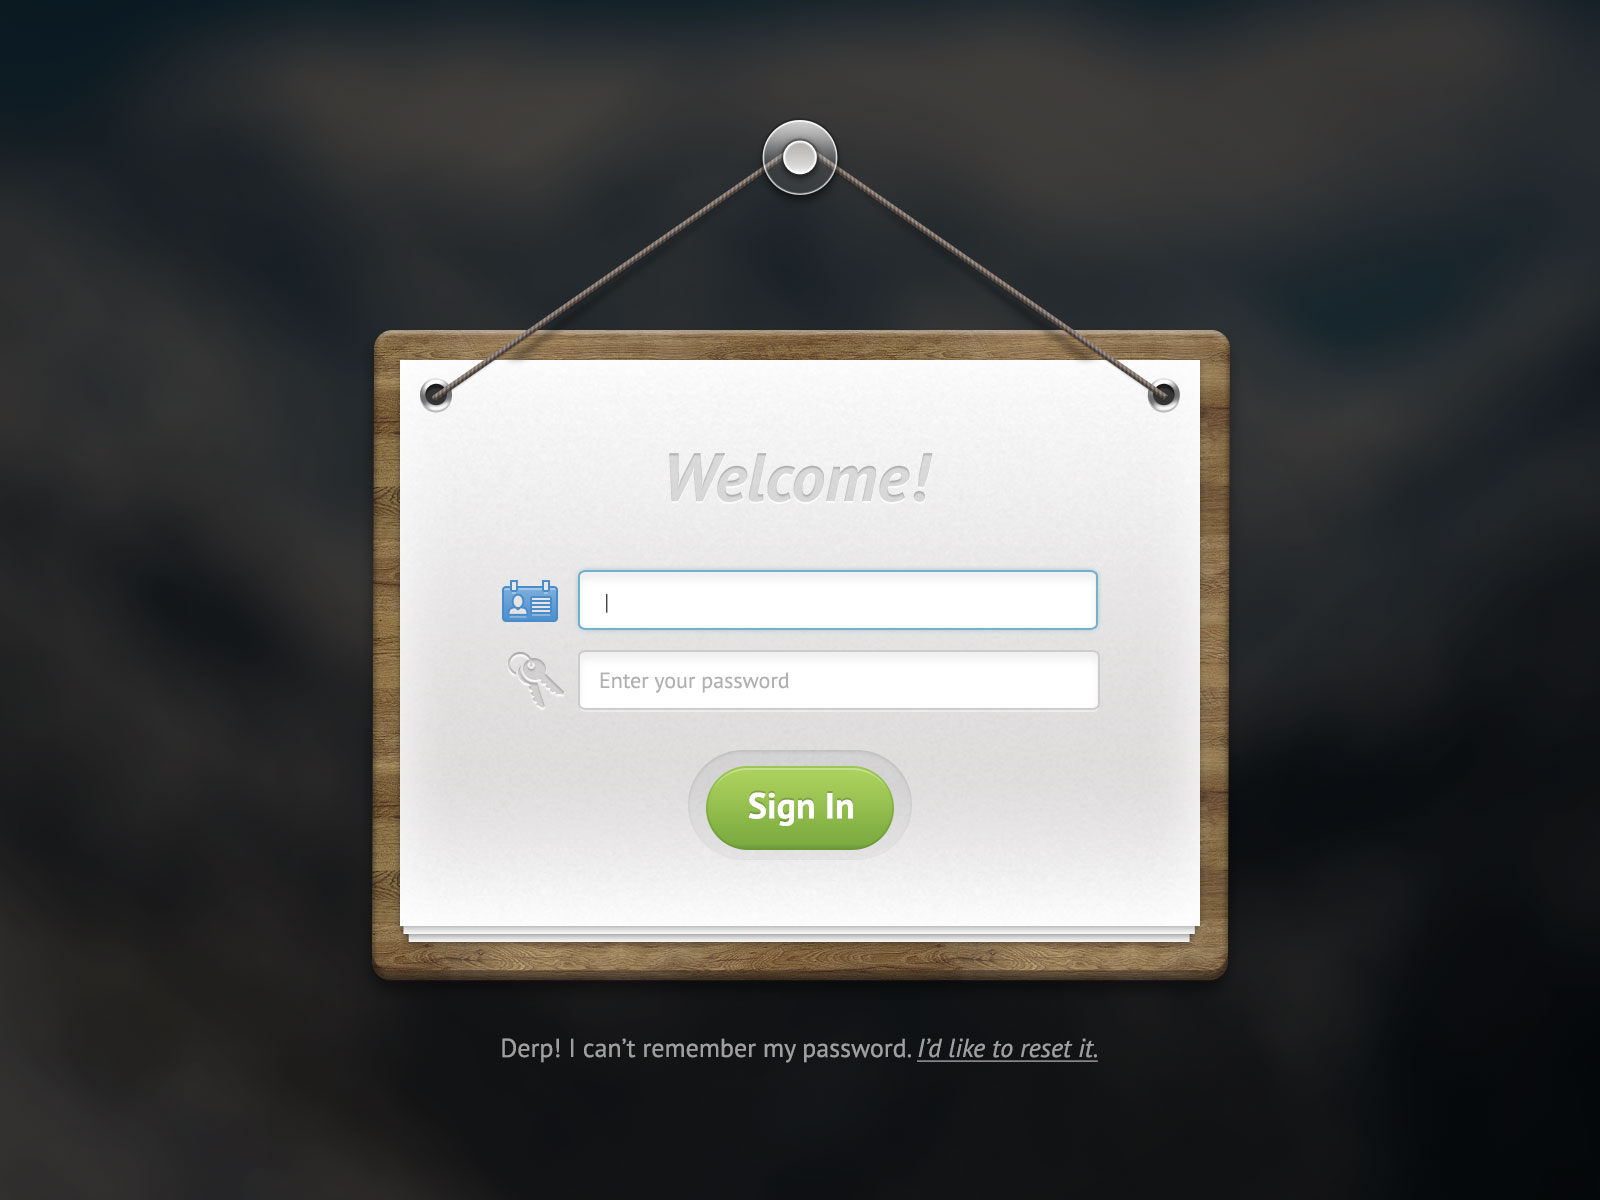 Welcome!
Enter your password
Sign In
Derp! I can’t remember my password. I’d like to reset it.